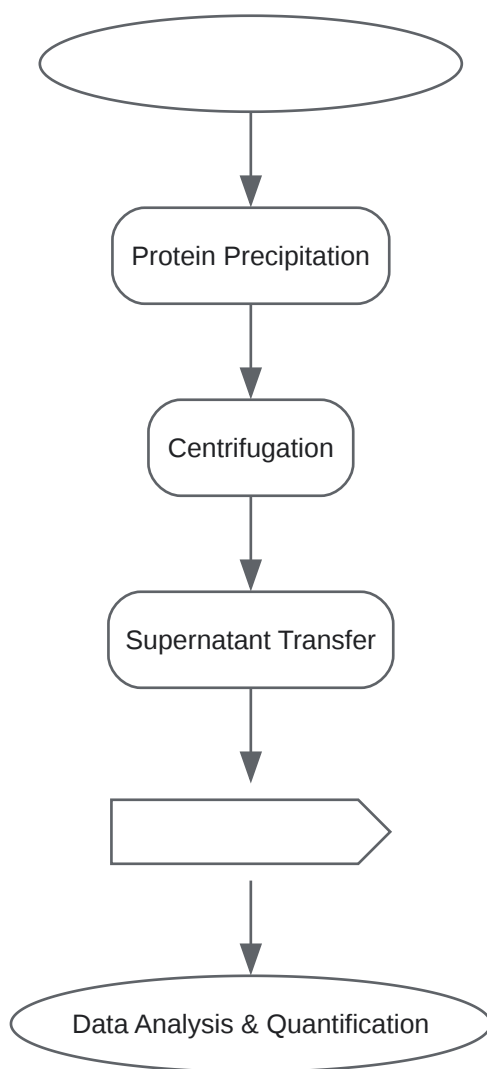 Protein Precipitation
Centrifugation
Supernatant Transfer
Data Analysis & Quantification